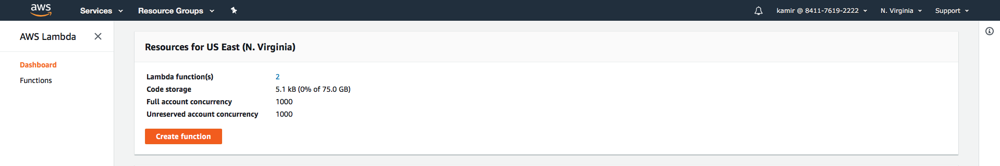 aws Services Resource Groups kamir @ 8411-7619-2222 N. Virginia Support
AWS Lambda
Dashboard
Functions
Resources for US East (N. Virginia)
Lambda function(s) 2
Code storage 5.1 kB (0% of 75.0 GB)
Full account concurrency 1000
Unreserved account concurrency 1000
Create function